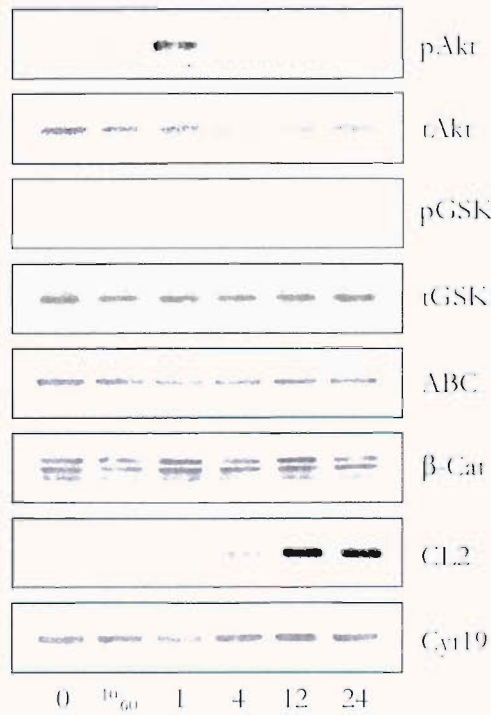 pAkt
tAkt
pGSK
tGSK
ABC
β-Cat
CL2
Cyt19
0 10/60 1 4 12 24